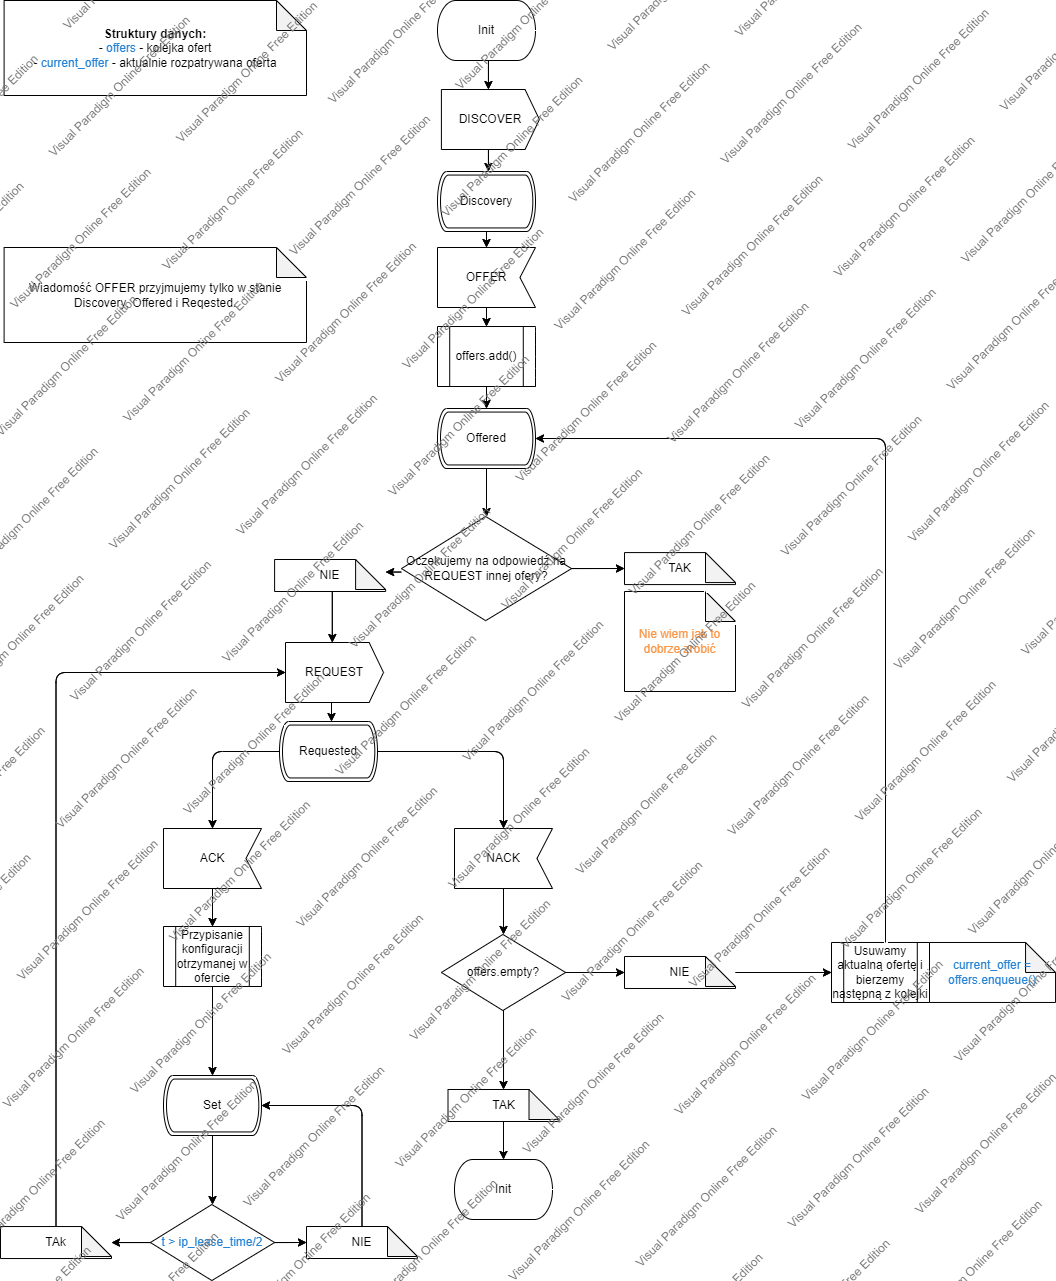 Struktury danych:
- offers - kolejka ofert
- current_offer - aktualnie rozpatrywana oferta
Init
DISCOVER
Discovery
Wiadomość OFFER przyjmujemy tylko w stanie
Discovery, Offered i Reqested.
OFFER
offers.add()
Offered
Oczekujemy na odpowiedź na
REQUEST innej ofery?
NIE
TAK
Nie wiem jak to
dobrze zrobić
REQUEST
Requested
ACK
NACK
Przypisanie
konfiguracji
otrzymanej w
ofercie
offers.empty?
NIE
Usuwamy
aktualną ofertę i
bierzemy
następną z kolejki
current_offer =
offers.enqueue()
Set
TAK
Init
TAk
t > ip_lease_time/2
NIE
Visual Paradigm Online Free Edition